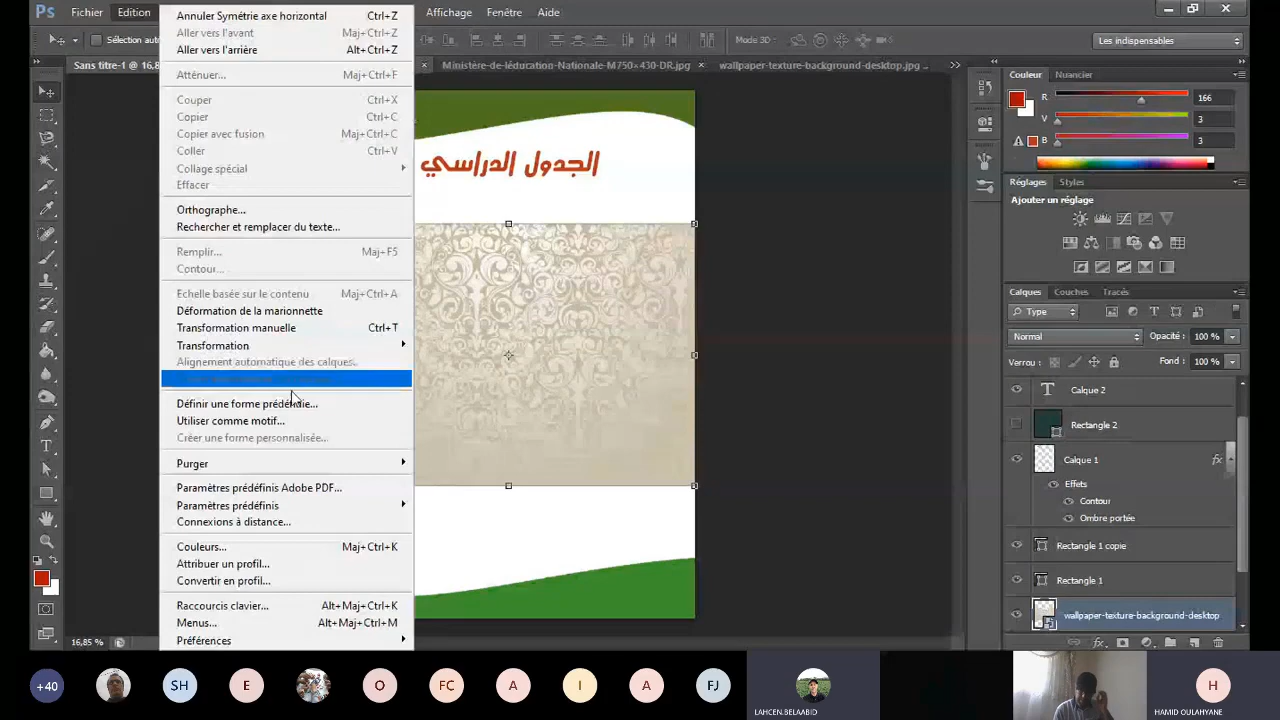 Ps Fichier Edition Affichage Fenêtre Aide
Sélection auto
Mode 3D :
Les indispensables
Sans titre-1 @ 16,8
Ministère-de-léducation-Nationale-M750×430-DR.jpg ×
wallpaper-texture-background-desktop.jpg ...
Annuler Symétrie axe horizontal Ctrl+Z
Aller vers l'avant Maj+Ctrl+Z
Aller vers l'arrière Alt+Ctrl+Z
Atténuer... Maj+Ctrl+F
Couper Ctrl+X
Copier Ctrl+C
Copier avec fusion Maj+Ctrl+C
Coller Ctrl+V
Collage spécial
Effacer
Orthographe...
Rechercher et remplacer du texte...
Remplir... Maj+F5
Contour...
Echelle basée sur le contenu Maj+Ctrl+A
Déformation de la marionnette
Transformation manuelle Ctrl+T
Transformation
Alignement automatique des calques...
Définir une forme prédéfinie...
Utiliser comme motif...
Créer une forme personnalisée...
Purger
Paramètres prédéfinis Adobe PDF...
Paramètres prédéfinis
Connexions à distance...
Couleurs... Maj+Ctrl+K
Attribuer un profil...
Convertir en profil...
Raccourcis clavier... Alt+Maj+Ctrl+K
Menus... Alt+Maj+Ctrl+M
Préférences
الجدول الدراسي
Couleur Nuancier
R 166
V 3
B 3
Réglages Styles
Ajouter un réglage
Calques Couches Tracés
Type
Normal Opacité : 100 %
Verrou : Fond : 100 %
T Calque 2
Rectangle 2
Calque 1 fx
Effets
Contour
Ombre portée
Rectangle 1 copie
Rectangle 1
wallpaper-texture-background-desktop
16,85 %
+40 SH E O FC A I A FJ H
LAHCEN.BELAABID
HAMID OULAHYANE